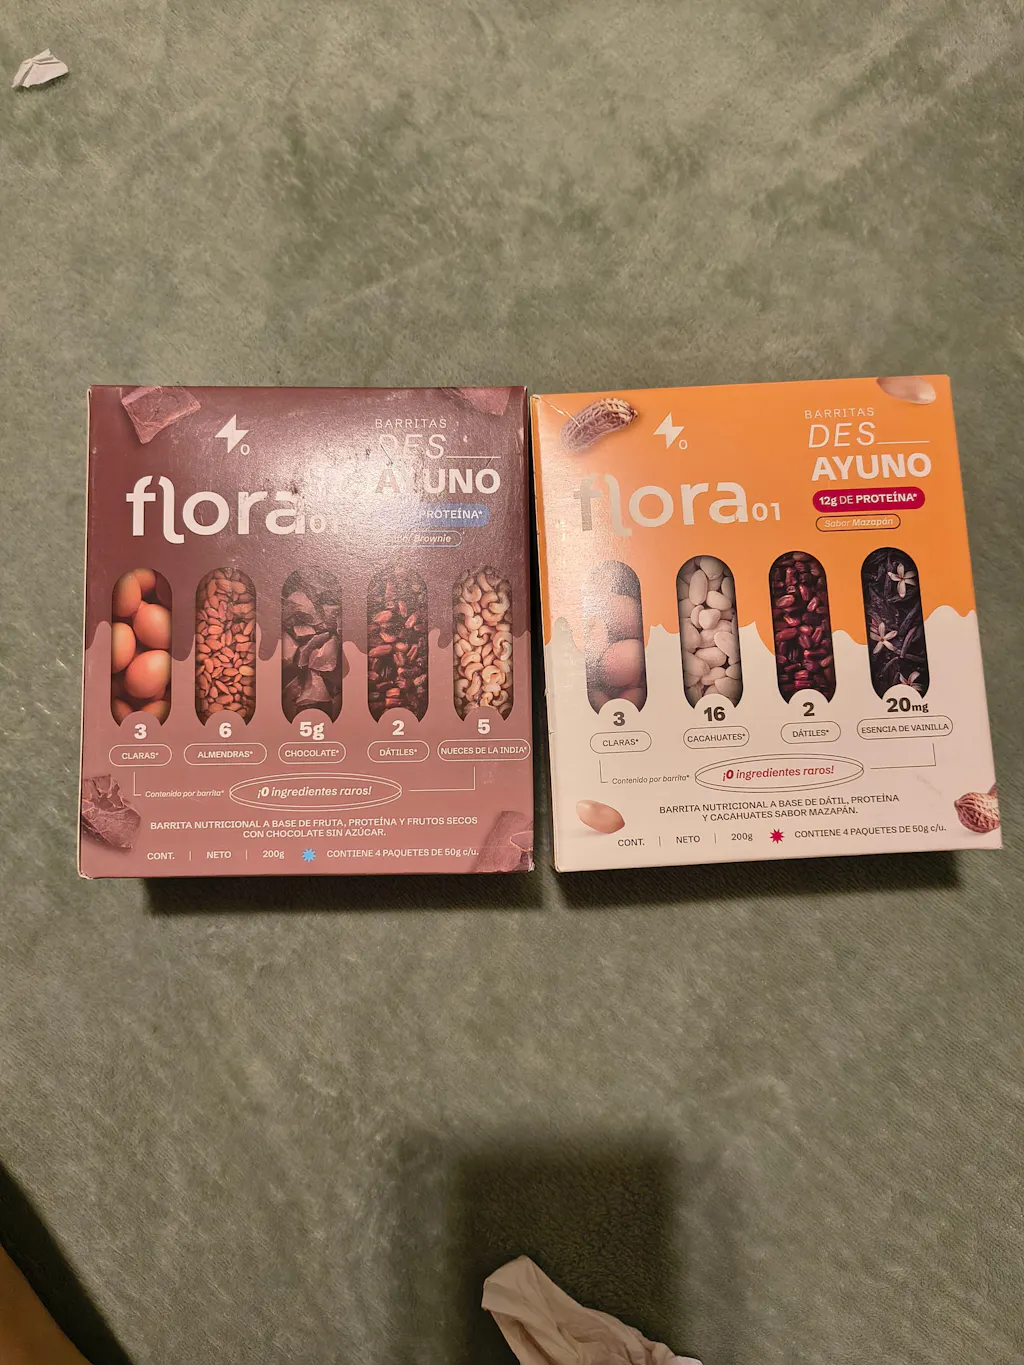 BARRITAS
DES
AYUNO
flora01
PROTEÍNA*
Brownie
3
6
5g
2
5
CLARAS*
ALMENDRAS*
CHOCOLATE*
DÁTILES*
NUECES DE LA INDIA*
Contenido por barrita*
¡0 ingredientes raros!
BARRITA NUTRICIONAL A BASE DE FRUTA, PROTEÍNA Y FRUTOS SECOS
CON CHOCOLATE SIN AZÚCAR.
CONT. | NETO | 200g CONTIENE 4 PAQUETES DE 50g c/u.
0
BARRITAS
DES
AYUNO
flora01
12g DE PROTEÍNA*
Sabor Mazapán
0
3
16
2
20mg
CLARAS*
CACAHUATES*
DÁTILES*
ESENCIA DE VAINILLA
Contenido por barrita*
¡0 ingredientes raros!
BARRITA NUTRICIONAL A BASE DE DÁTIL, PROTEÍNA
Y CACAHUATES SABOR MAZAPÁN.
CONT. | NETO | 200g CONTIENE 4 PAQUETES DE 50g c/u.